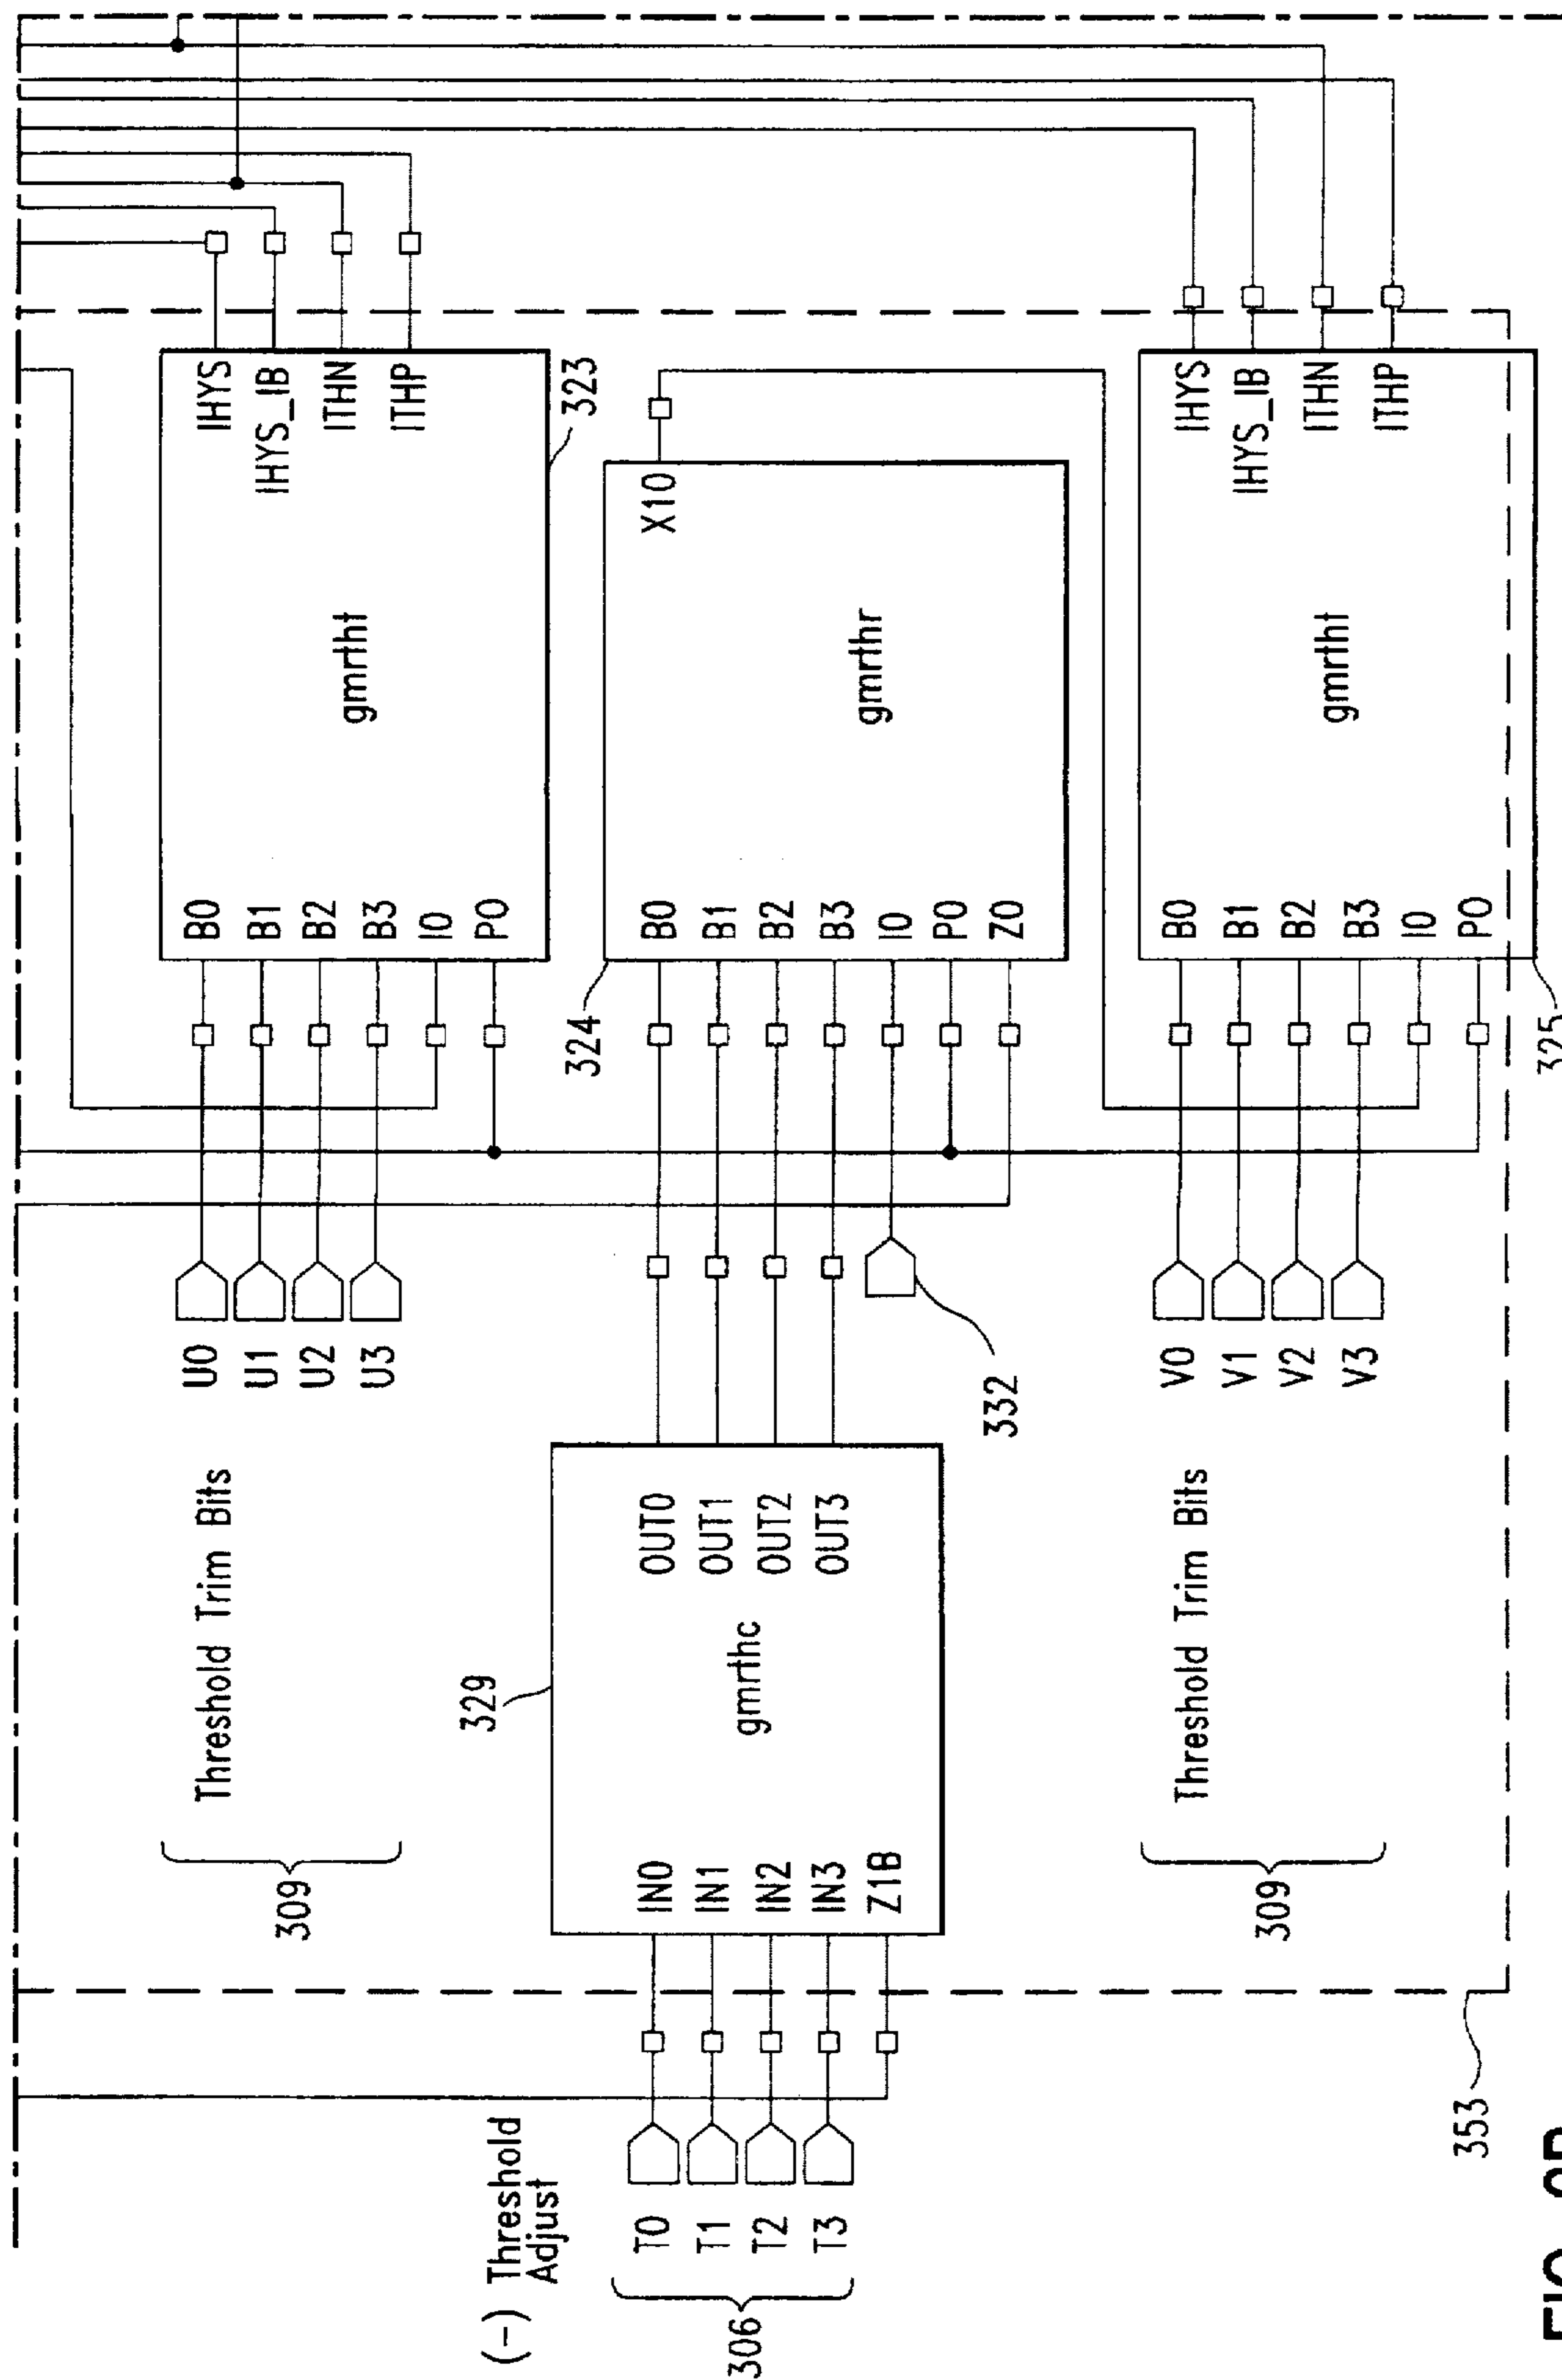 (-) Threshold
Adjust
306
T0
T1
T2
T3
353
309
Threshold Trim Bits
U0
U1
U2
U3
B0
B1
B2
B3
I0
P0
gmrtht
IHYS
IHYS_IB
ITHN
ITHP
323
329
IN0
IN1
IN2
IN3
Z1B
gmrthc
OUT0
OUT1
OUT2
OUT3
332
324
B0
B1
B2
B3
I0
P0
Z0
gmrthr
X10
309
Threshold Trim Bits
V0
V1
V2
V3
B0
B1
B2
B3
I0
P0
gmrtht
IHYS
IHYS_IB
ITHN
ITHP
325
FIG.